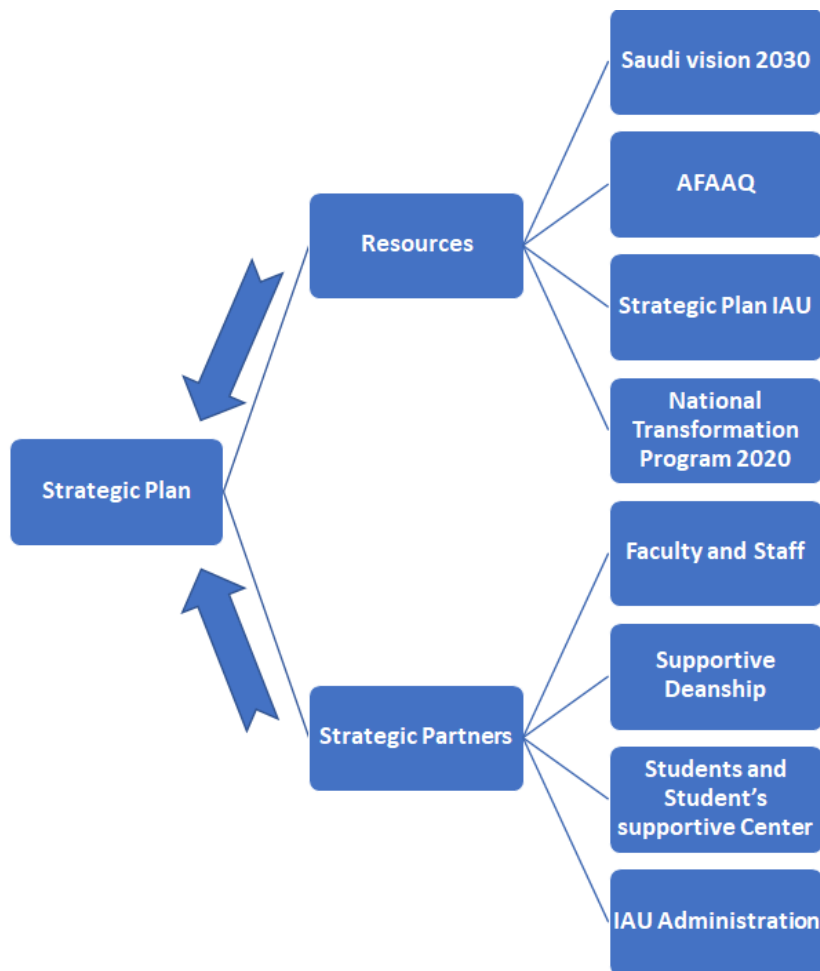 Saudi vision 2030
AFAAQ
Resources
Strategic Plan IAU
National
Transformation
Program 2020
Strategic Plan
Faculty and Staff
Supportive
Deanship
Strategic Partners
Students and
Student’s
supportive Center
IAU Administration